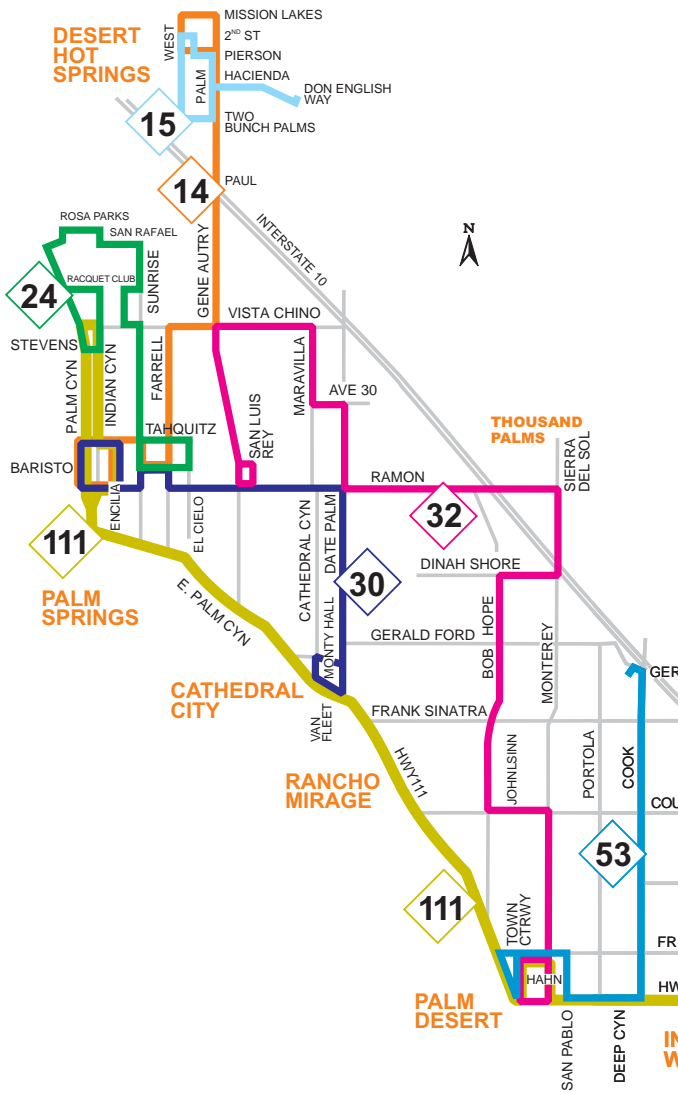 MISSION LAKES
DESERT
HOT
SPRINGS
WEST
2ND ST
PIERSON
PALM
HACIENDA
DON ENGLISH
WAY
TWO
BUNCH PALMS
15
14
PAUL
ROSA PARKS
SAN RAFAEL
INTERSTATE 10
N
GENE AUTRY
SUNRISE
RACQUET CLUB
24
VISTA CHINO
STEVENS
PALM CYN
INDIAN CYN
FARRELL
MARAVILLA
AVE 30
TAHQUITZ
SAN LUIS
REY
THOUSAND
PALMS
SIERRA
DEL SOL
BARISTO
RAMON
ENCILIA
EL CIELO
CATHEDRAL CYN
DATE PALM
32
111
DINAH SHORE
30
PALM
SPRINGS
E. PALM CYN
MONTY HALL
GERALD FORD
BOB HOPE
MONTEREY
GER
CATHEDRAL
CITY
VAN
FLEET
FRANK SINATRA
HWY111
RANCHO
MIRAGE
JOHNLSINN
PORTOLA
COOK
COU
53
111
TOWN
CTRWY
FR
HAHN
HW
PALM
DESERT
SAN PABLO
DEEP CYN
IN
W